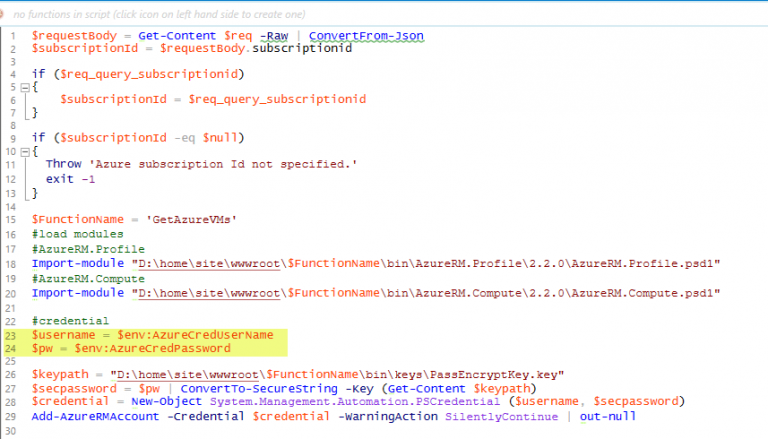 no functions in script (click icon on left hand side to create one)
1 $requestBody = Get-Content $req -Raw | ConvertFrom-Json
2 $subscriptionId = $requestBody.subscriptionid
3
4 if ($req_query_subscriptionid)
5 {
6 $subscriptionId = $req_query_subscriptionid
7 }
8
9 if ($subscriptionId -eq $null)
10 {
11 Throw 'Azure subscription Id not specified.'
12 exit -1
13 }
14
15 $FunctionName = 'GetAzureVMs'
16 #load modules
17 #AzureRM.Profile
18 Import-module "D:\home\site\wwwroot\$FunctionName\bin\AzureRM.Profile\2.2.0\AzureRM.Profile.psd1"
19 #AzureRM.Compute
20 Import-module "D:\home\site\wwwroot\$FunctionName\bin\AzureRM.Compute\2.2.0\AzureRM.Compute.psd1"
21
22 #credential
23 $username = $env:AzureCredUserName
24 $pw = $env:AzureCredPassword
25
26 $keypath = "D:\home\site\wwwroot\$FunctionName\bin\keys\PassEncryptKey.key"
27 $secpassword = $pw | ConvertTo-SecureString -Key (Get-Content $keypath)
28 $credential = New-Object System.Management.Automation.PSCredential ($username, $secpassword)
29 Add-AzureRMAccount -Credential $credential -WarningAction SilentlyContinue | out-null
30